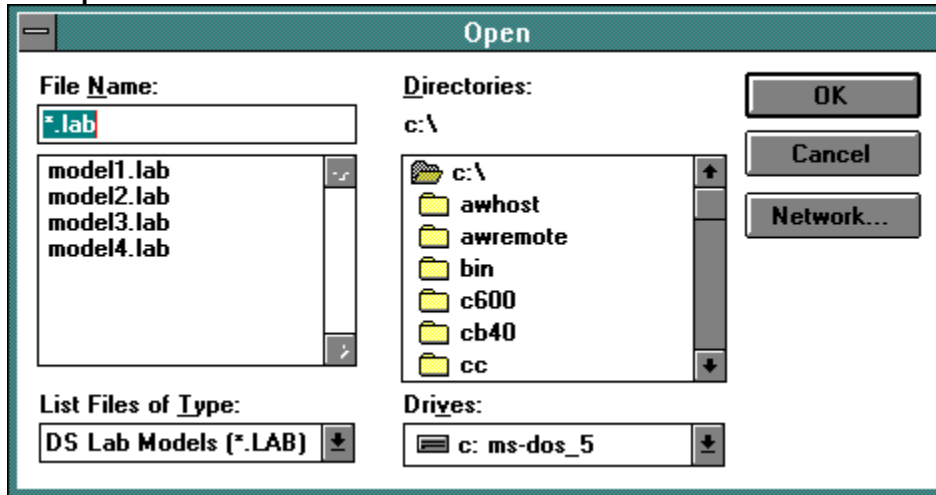 Open
File Name:
*.lab
model1.lab
model2.lab
model3.lab
model4.lab
List Files of Type:
DS Lab Models (*.LAB)
Directories:
c:\
c:\
awhost
awremote
bin
c600
cb40
cc
Drives:
c: ms-dos_5
OK
Cancel
Network...